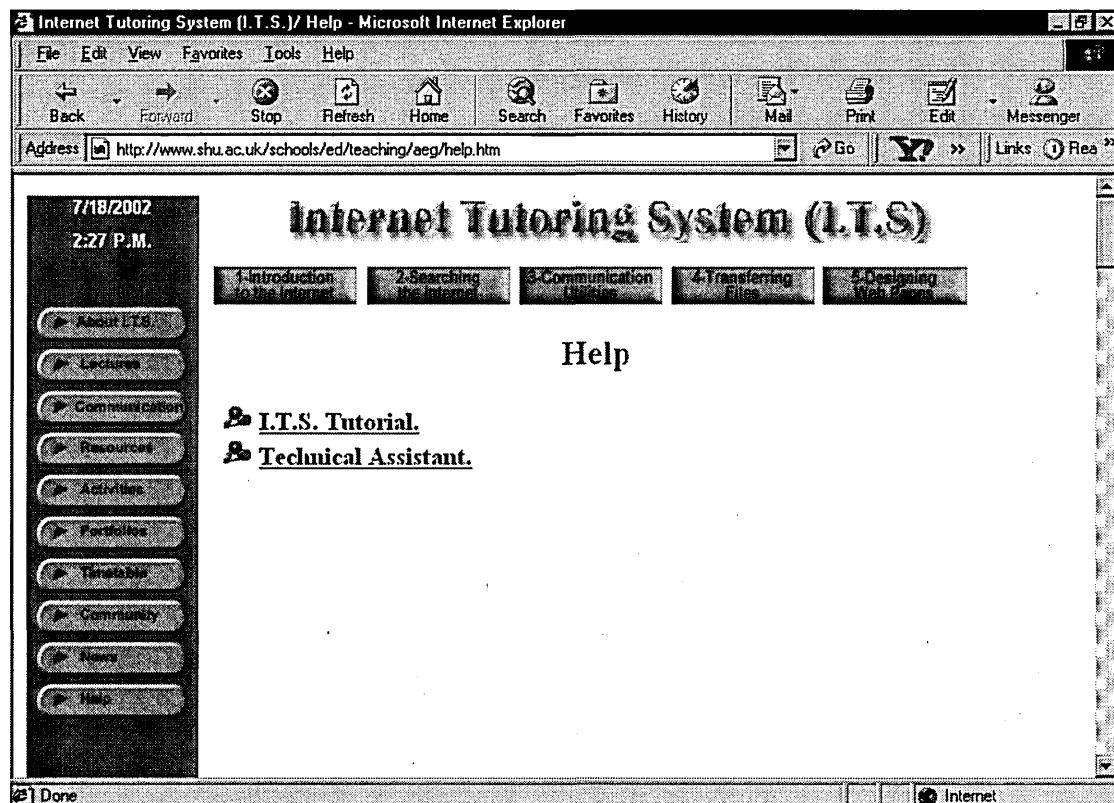 Internet Tutoring System (I.T.S.)/ Help - Microsoft Internet Explorer
File Edit View Favorites Tools Help
Back Forward Stop Refresh Home Search Favorites History Mail Print Edit Messenger
Address http://www.shu.ac.uk/schools/ed/teaching/aeg/help.htm Go Y? » Links Rea »
7/18/2002
2:27 P.M.
Internet Tutoring System (I.T.S)
1-Introduction
to the Internet
2-Searching
the Internet
3-Communication
Utilities
4-Transferring
Files
5-Designing
Web Pages
About I.T.S.
Lectures
Communication
Resources
Activities
Portfolios
Timetable
Community
News
Help
Help
I.T.S. Tutorial.
Technical Assistant.
Done
Internet